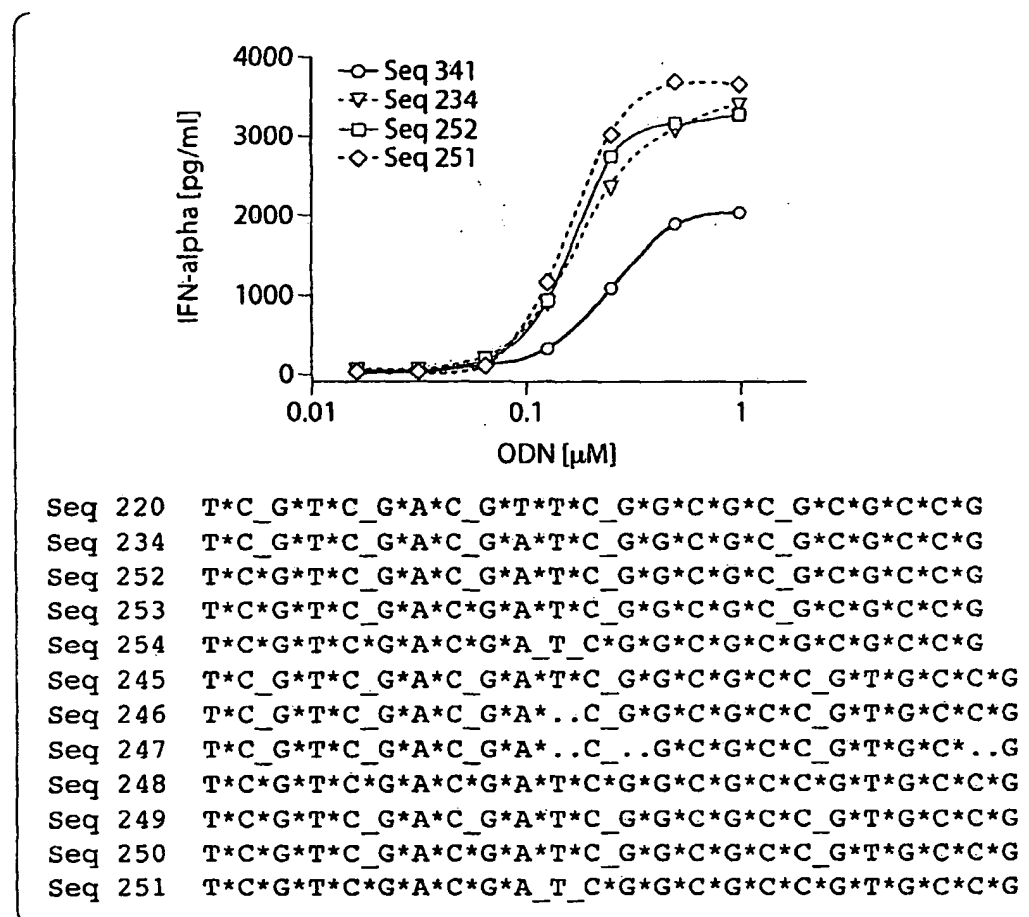 4000
3000
2000
1000
0
IFN-alpha [pg/ml]
Seq 341
Seq 234
Seq 252
Seq 251
0.01
0.1
1
ODN [µM]
Seq 220 T*C_G*T*C_G*A*C_G*T*T*C_G*G*C*G*C_G*C*G*C*C*G
Seq 234 T*C_G*T*C_G*A*C_G*A*T*C_G*G*C*G*C_G*C*G*C*C*G
Seq 252 T*C*G*T*C_G*A*C_G*A*T*C_G*G*C*G*C_G*C*G*C*C*G
Seq 253 T*C*G*T*C_G*A*C*G*A*T*C_G*G*C*G*C_G*C*G*C*C*G
Seq 254 T*C*G*T*C*G*A*C*G*A_T_C*G*G*C*G*C*G*C*G*C*C*G
Seq 245 T*C_G*T*C_G*A*C_G*A*T*C_G*G*C*G*C*C_G*T*G*C*C*G
Seq 246 T*C_G*T*C_G*A*C_G*A*..C_G*G*C*G*C*C_G*T*G*C*C*G
Seq 247 T*C_G*T*C_G*A*C_G*A*..C_..G*C*G*C*C_G*T*G*C*..G
Seq 248 T*C*G*T*C*G*A*C*G*A*T*C*G*G*C*G*C*C*G*T*G*C*C*G
Seq 249 T*C*G*T*C_G*A*C_G*A*T*C_G*G*C*G*C*C_G*T*G*C*C*G
Seq 250 T*C*G*T*C_G*A*C*G*A*T*C_G*G*C*G*C*C_G*T*G*C*C*G
Seq 251 T*C*G*T*C*G*A*C*G*A_T_C*G*G*C*G*C*C*G*T*G*C*C*G